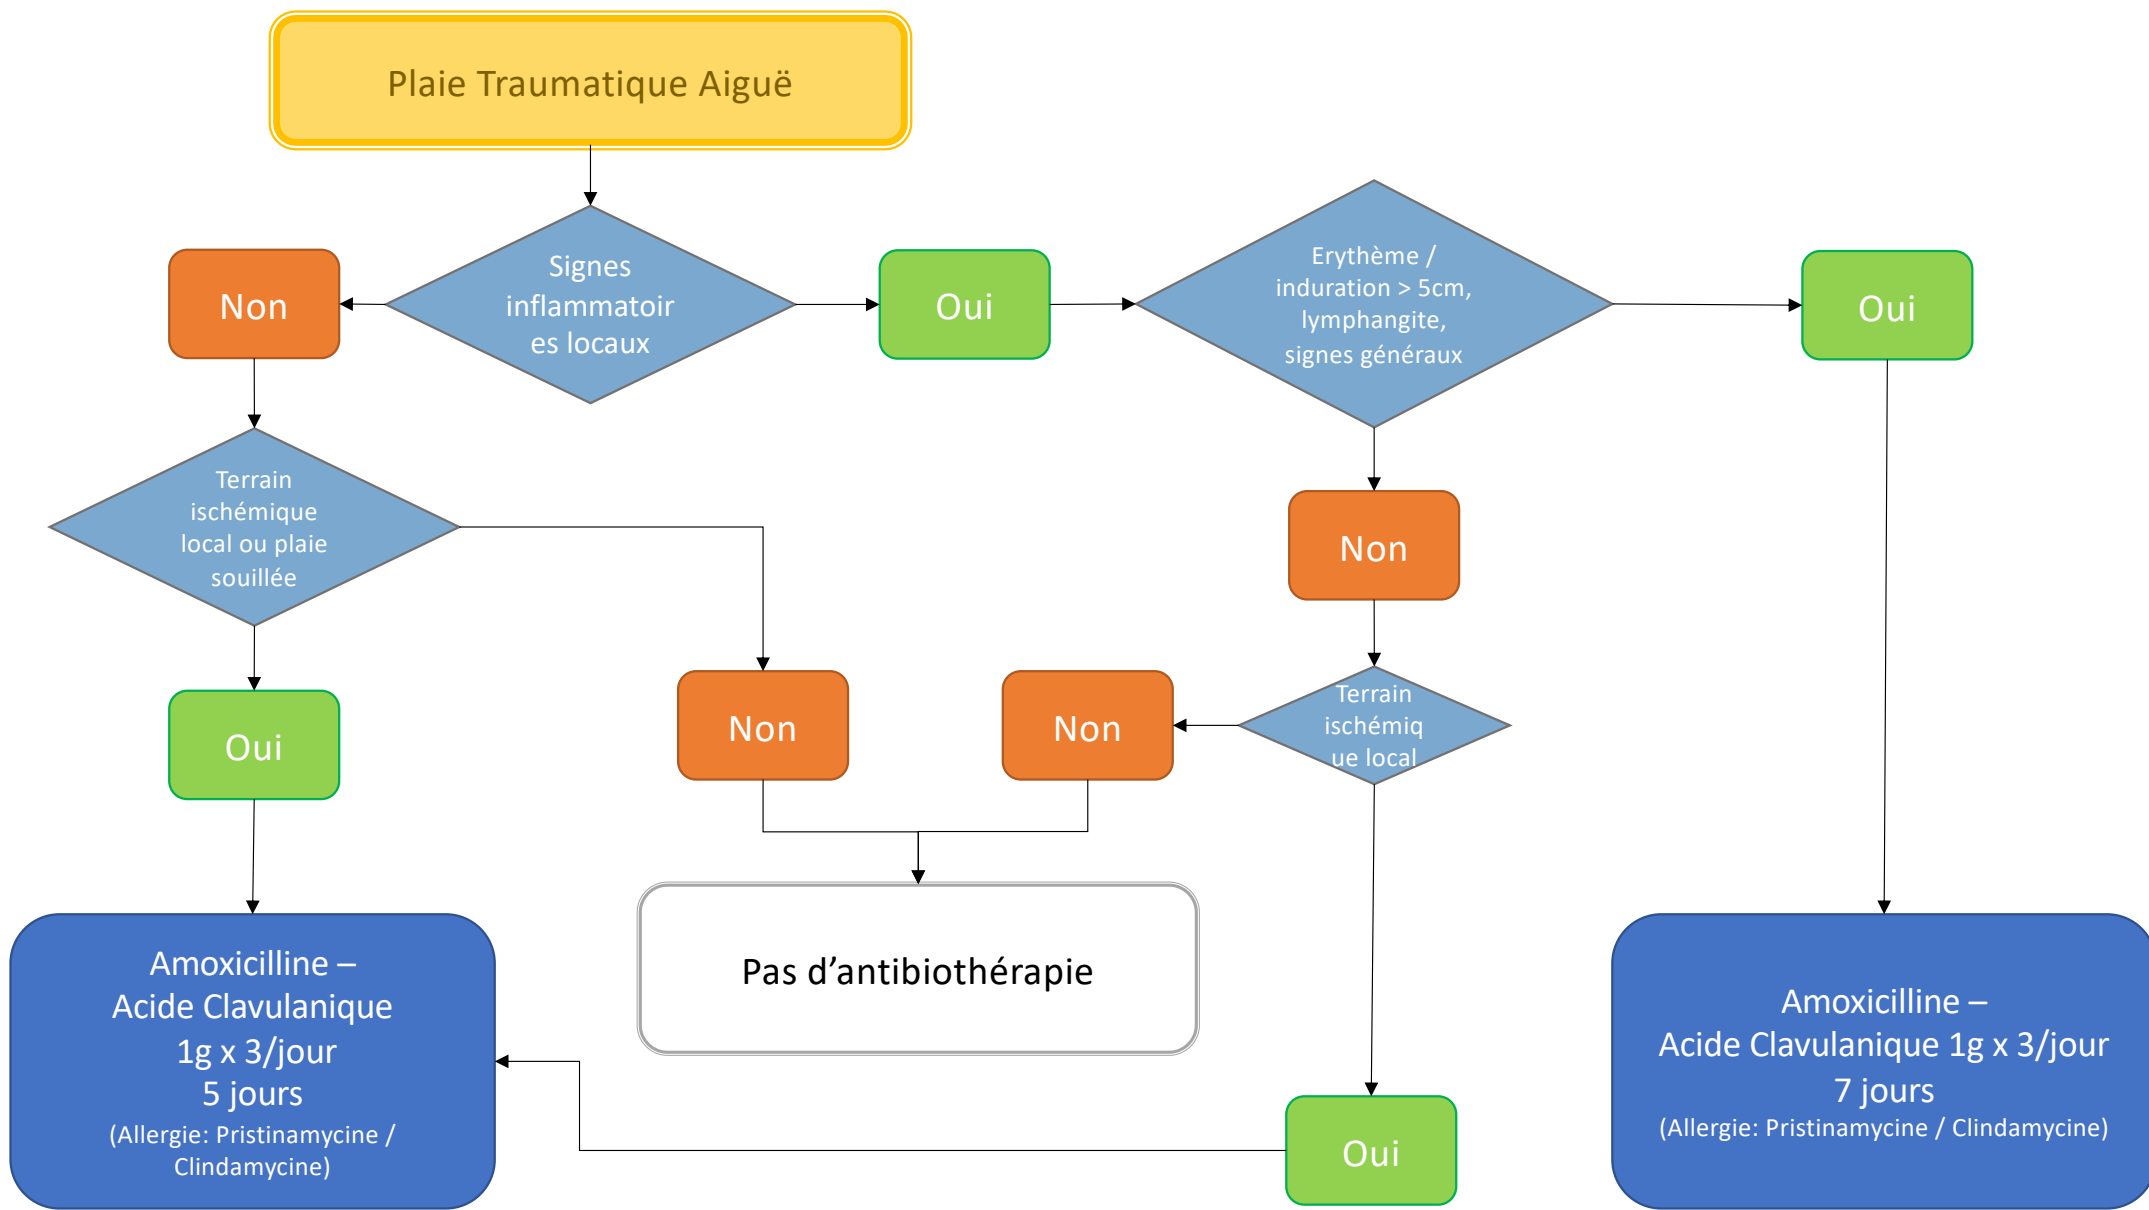 Plaie Traumatique Aiguë
Non
Signes
inflammatoir
es locaux
Oui
Erythème /
induration > 5cm,
lymphangite,
signes généraux
Oui
Terrain
ischémique
local ou plaie
souillée
Non
Oui
Non
Non
Terrain
ischémiq
ue local
Amoxicilline –
Acide Clavulanique
1g x 3/jour
5 jours
(Allergie: Pristinamycine /
Clindamycine)
Pas d’antibiothérapie
Oui
Amoxicilline –
Acide Clavulanique 1g x 3/jour
7 jours
(Allergie: Pristinamycine / Clindamycine)